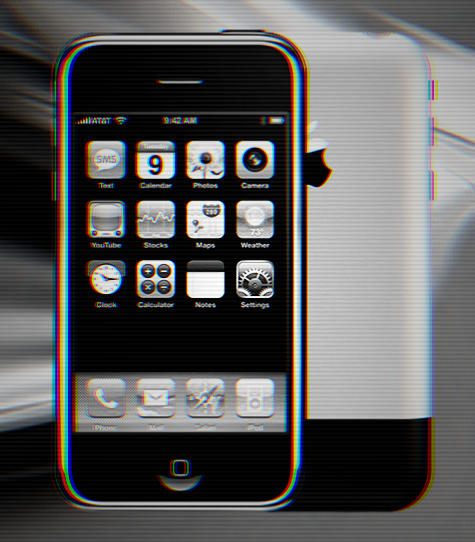 AT&T 9:42 AM
Tuesday
SMS 9 280 73°
Text Calendar Photos Camera
YouTube Stocks Maps Weather
Clock Calculator Notes Settings
iPhone Mail Safari iPod